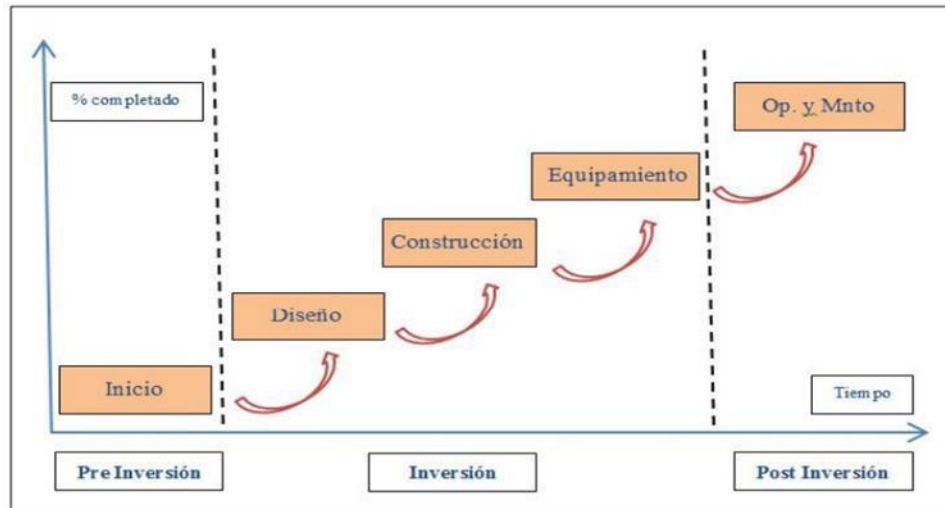 % completado
Op. y Mnto
Equipamiento
Construcción
Diseño
Inicio
Tiempo
Pre Inversión
Inversión
Post Inversión